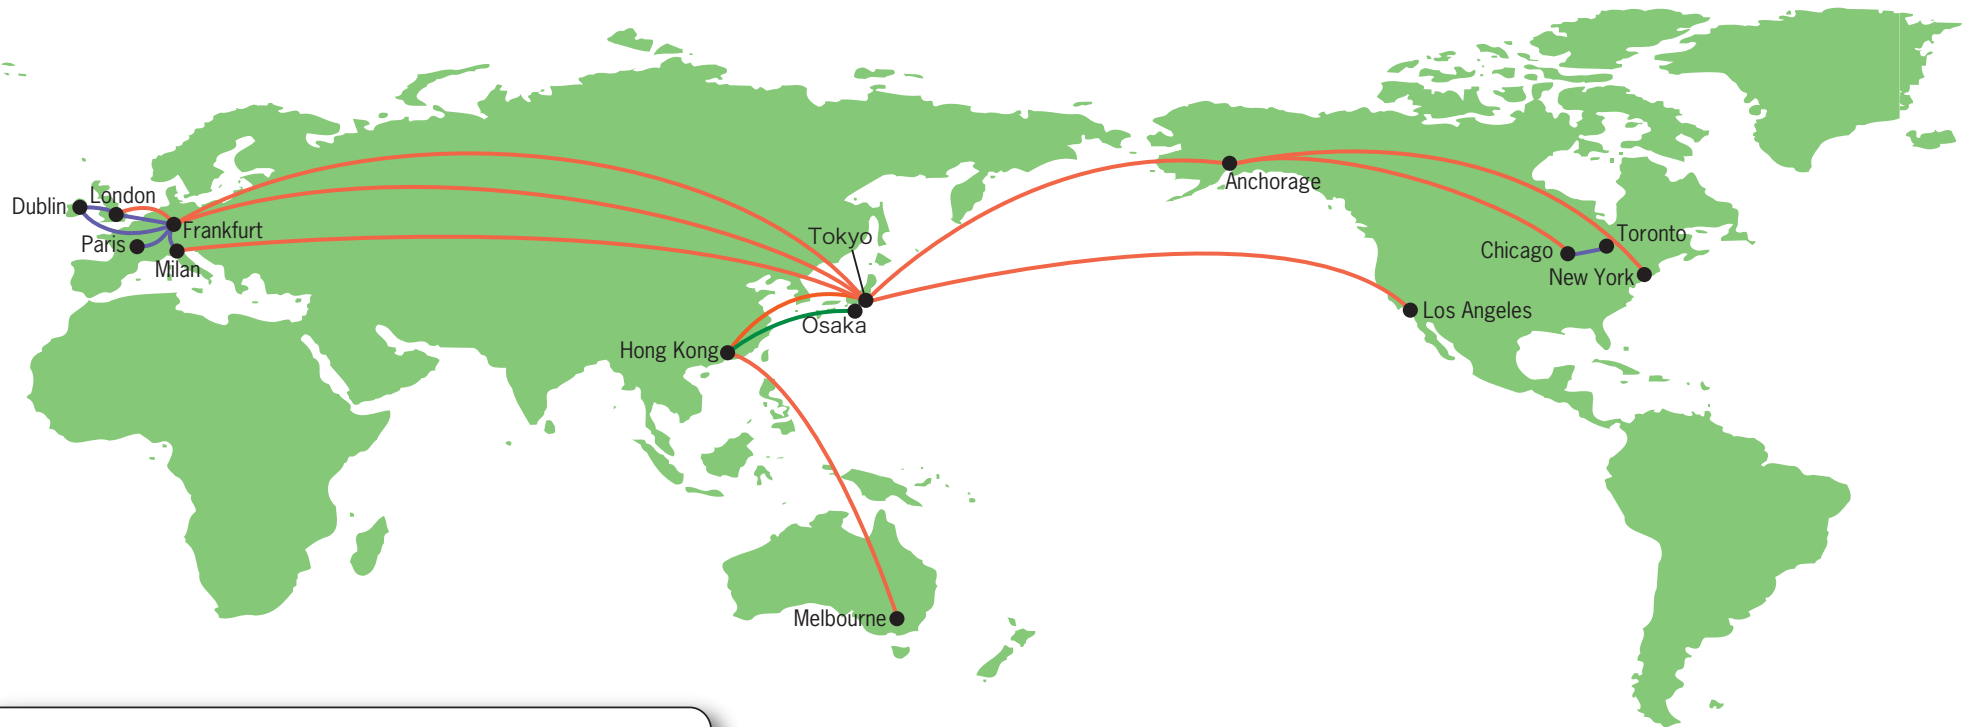 Dublin
London
Frankfurt
Paris
Milan
Tokyo
Osaka
Hong Kong
Melbourne
Anchorage
Toronto
Chicago
New York
Los Angeles